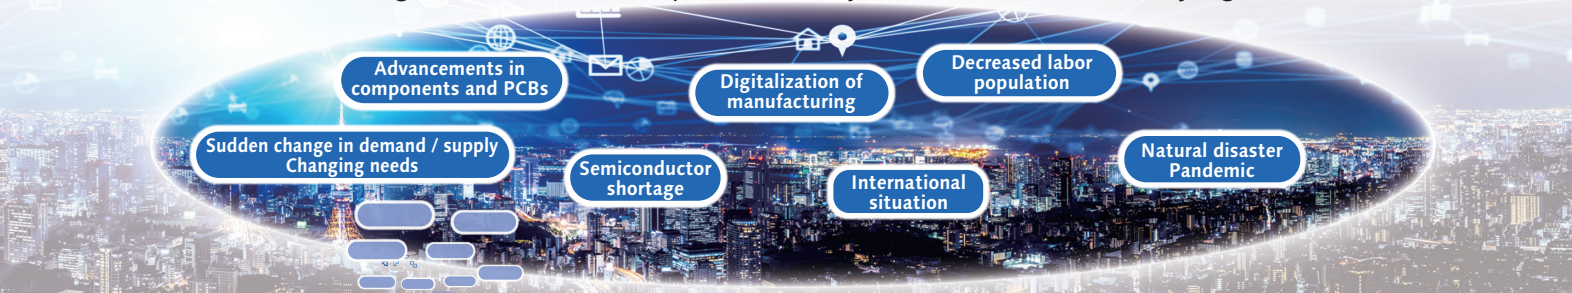 Advancements in
components and PCBs
Digitalization of
manufacturing
Decreased labor
population
Sudden change in demand / supply
Changing needs
Semiconductor
shortage
International
situation
Natural disaster
Pandemic